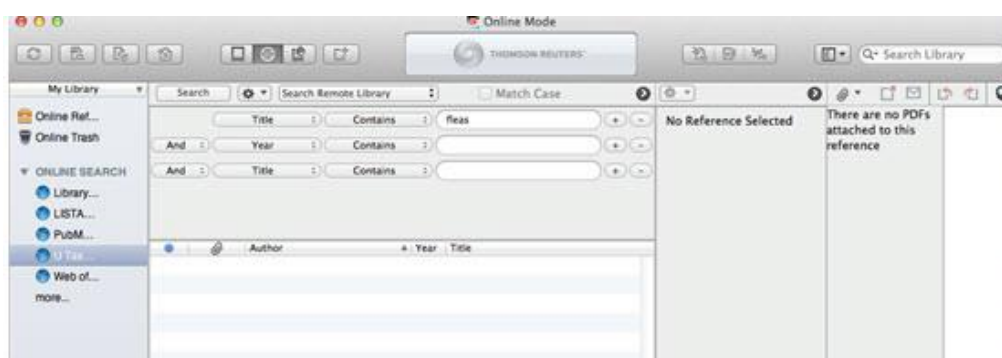 Online Mode
THOMSON REUTERS
Search Library
My Library
Search
Search Remote Library
Match Case
Online Ref...
Online Trash
ONLINE SEARCH
Library...
LISTA...
PubM...
U Tas...
Web of...
more...
Title Contains fleas
And Year Contains
And Title Contains
Author Year Title
No Reference Selected
There are no PDFs
attached to this
reference